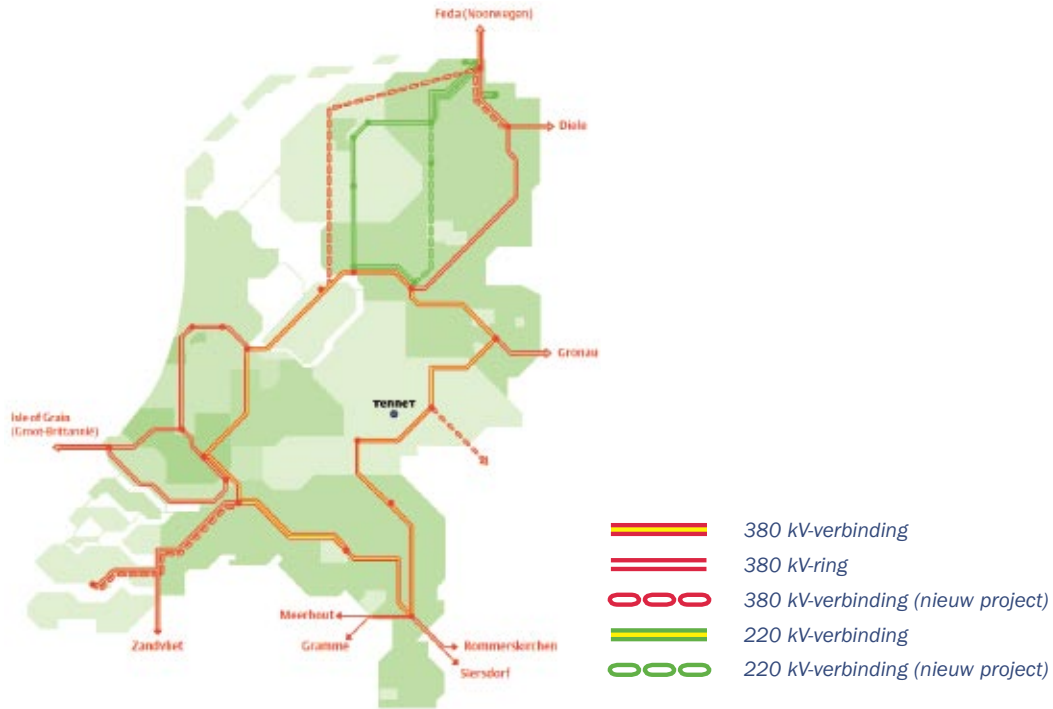 Feda (Noorwegen)
Diele
Gronau
TENNET
Isle of Grain
(Groot-Brittannië)
Meerhout
Gramme
Zandvliet
Rommerskirchen
Siersdorf
380 kV-verbinding
380 kV-ring
380 kV-verbinding (nieuw project)
220 kV-verbinding
220 kV-verbinding (nieuw project)